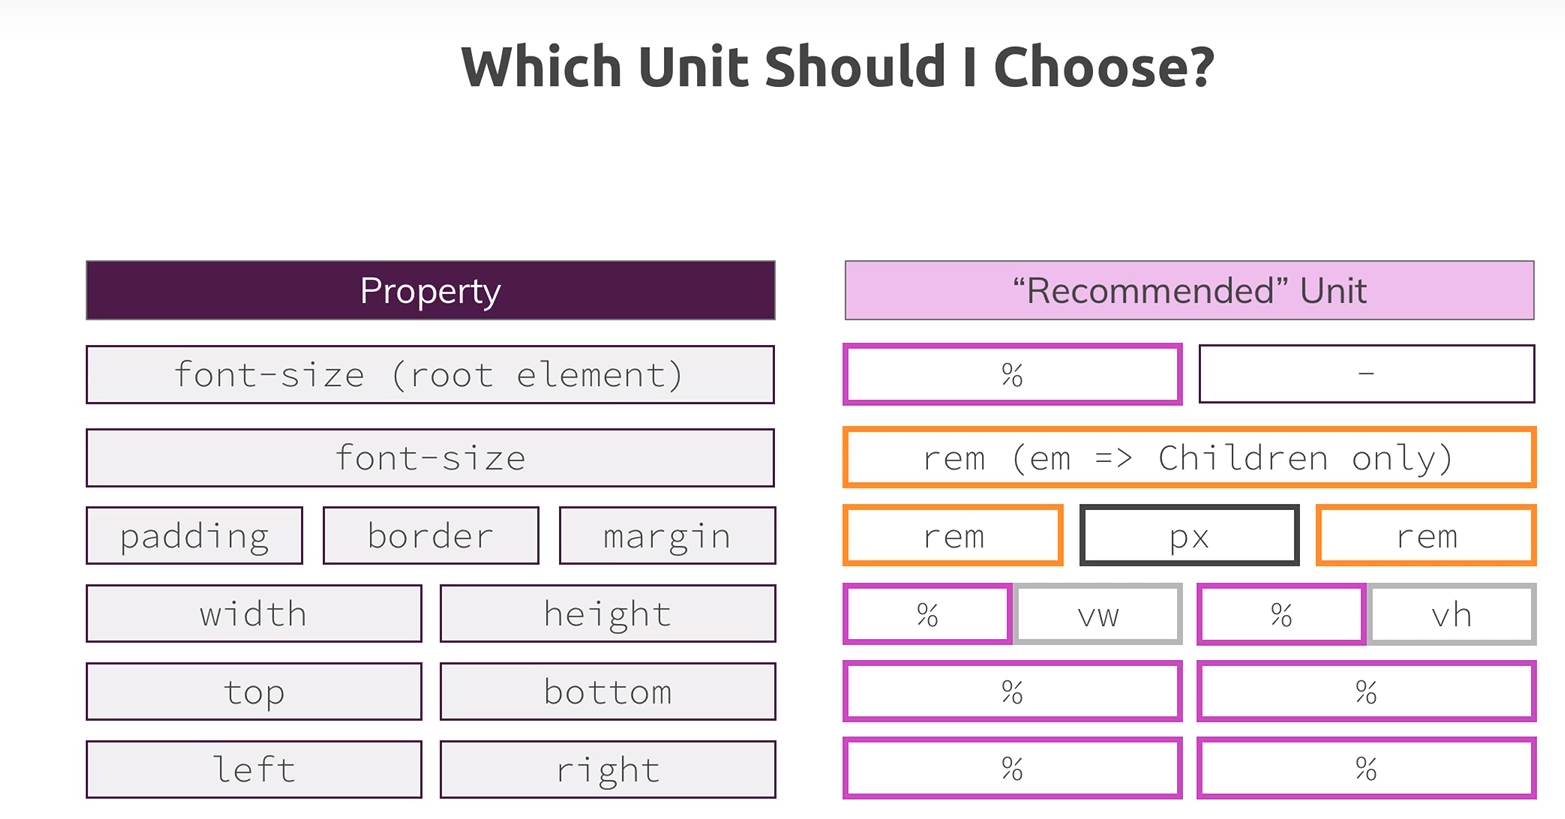 Which Unit Should I Choose?
Property
“Recommended” Unit
font-size (root element)
%
–
font-size
rem (em => Children only)
padding
border
margin
rem
px
rem
width
height
%
vw
%
vh
top
bottom
%
%
left
right
%
%